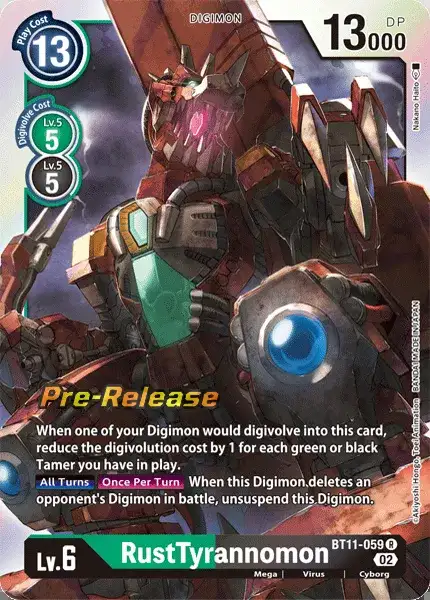 DIGIMON
Play Cost
13
DP
13000
Digivolve Cost
Lv.5
5
Lv.5
5
Nakano Haito
©Akiyoshi Hongo, Toei Animation BANDAI MADE IN JAPAN
Pre-Release
When one of your Digimon would digivolve into this card,
reduce the digivolution cost by 1 for each green or black
Tamer you have in play.
All Turns Once Per Turn When this Digimon deletes an
opponent's Digimon in battle, unsuspend this Digimon.
Lv.6
RustTyrannomon
BT11-059 R
02
Mega | Virus | Cyborg